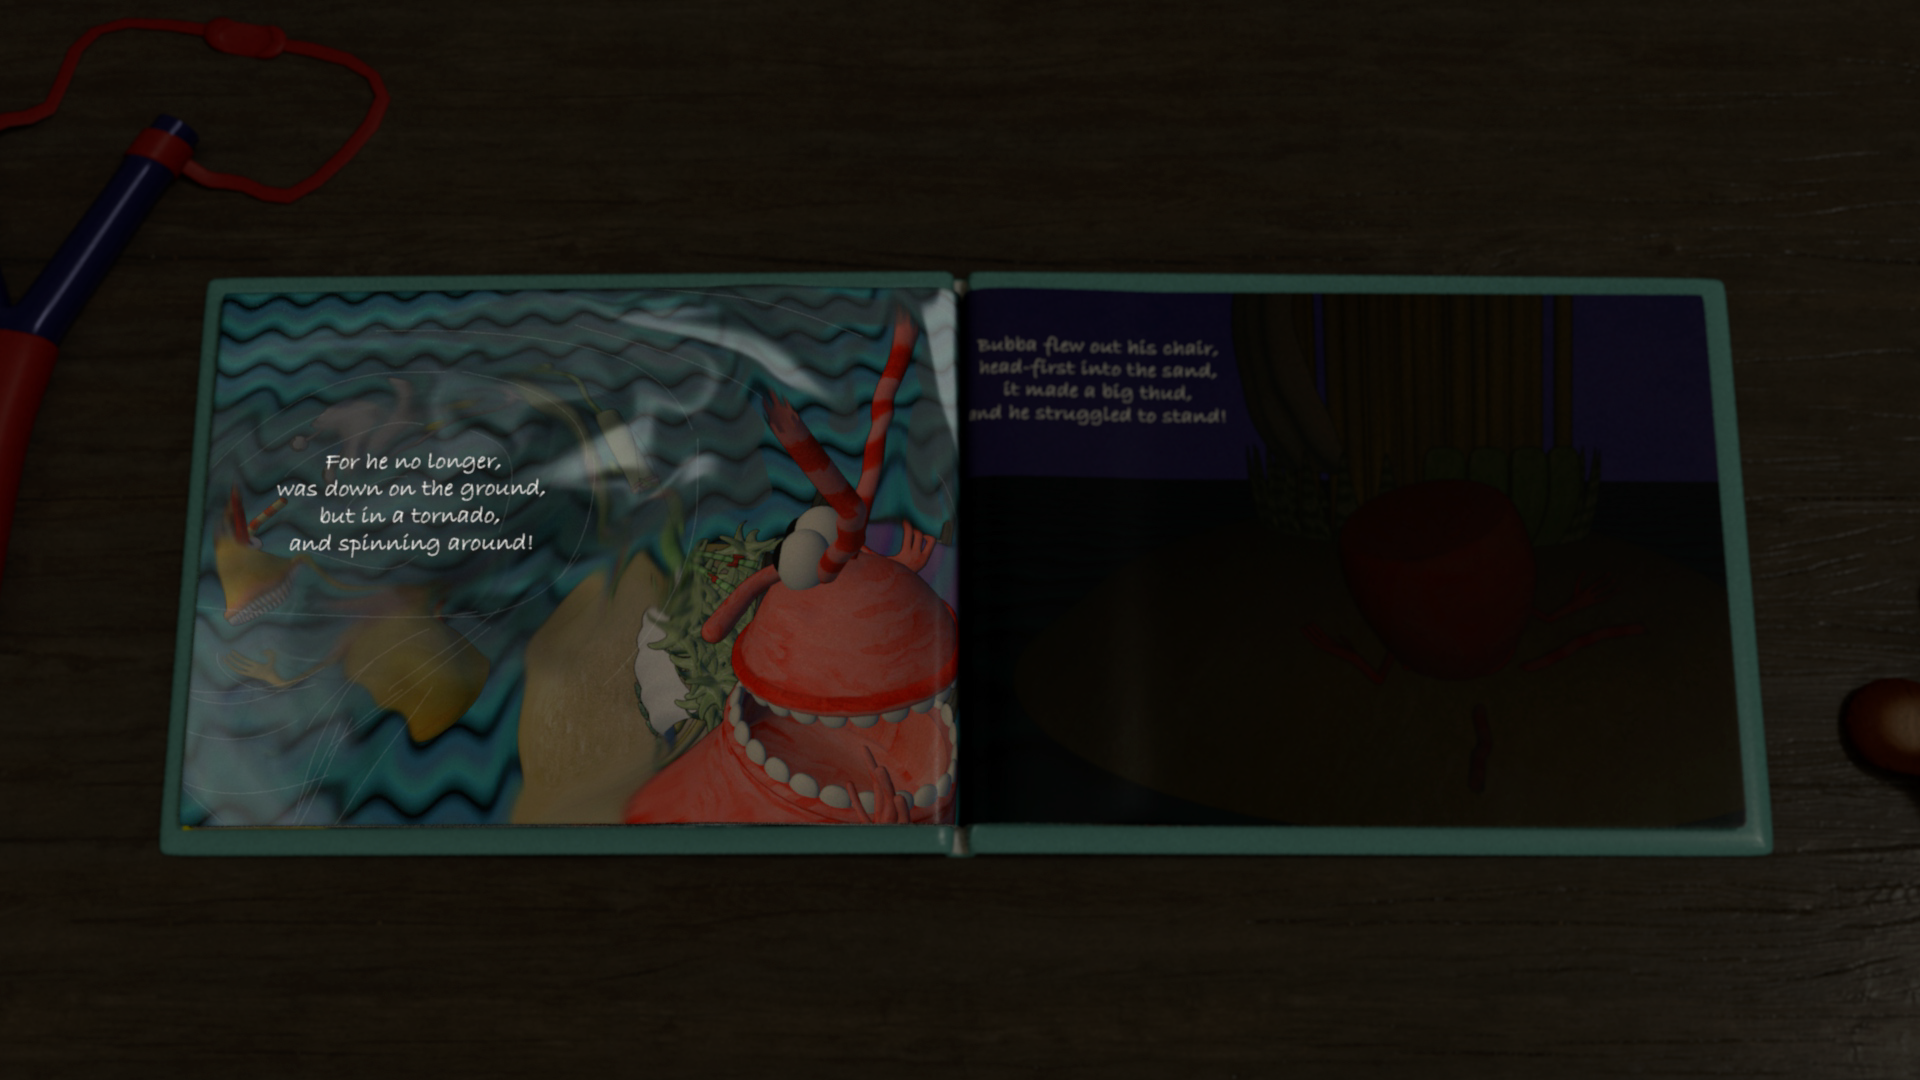 For he no longer,
was down on the ground,
but in a tornado,
and spinning around!
Bubba flew out his chair,
head-first into the sand,
it made a big thud,
and he struggled to stand!